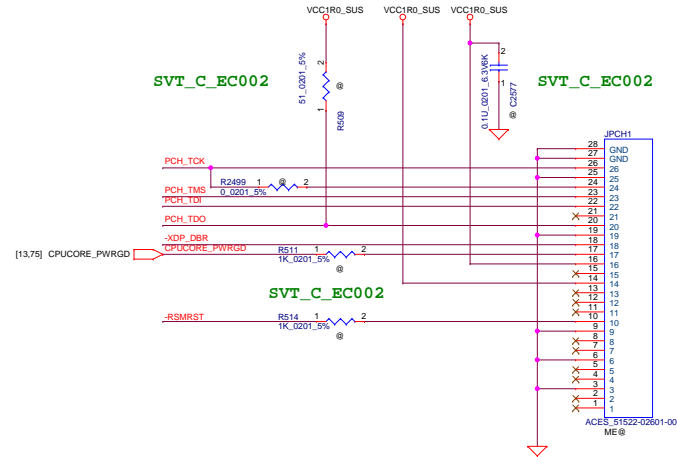 VCC1R0_SUS
VCC1R0_SUS
VCC1R0_SUS
SVT_C_EC002
51_0201_5%
2
1
@
R509
0.1U_0201_6.3V6K
2
1
@ C2577
SVT_C_EC002
JPCH1
PCH_TCK
R2499 1 @ 2
0_0201_5%
PCH_TMS
PCH_TDI
PCH_TDO
-XDP_DBR
[13,75] CPUCORE_PWRGD
CPUCORE_PWRGD
R511 1 2
1K_0201_5%
@
SVT_C_EC002
-RSMRST
R514 1 2
1K_0201_5%
@
28 GND
27 GND
26 26
25 25
24 24
23 23
22 22
21 21
20 20
19 19
18 18
17 17
16 16
15 15
14 14
13 13
12 12
11 11
10 10
9 9
8 8
7 7
6 6
5 5
4 4
3 3
2 2
1 1
ACES_51522-02601-00
ME@